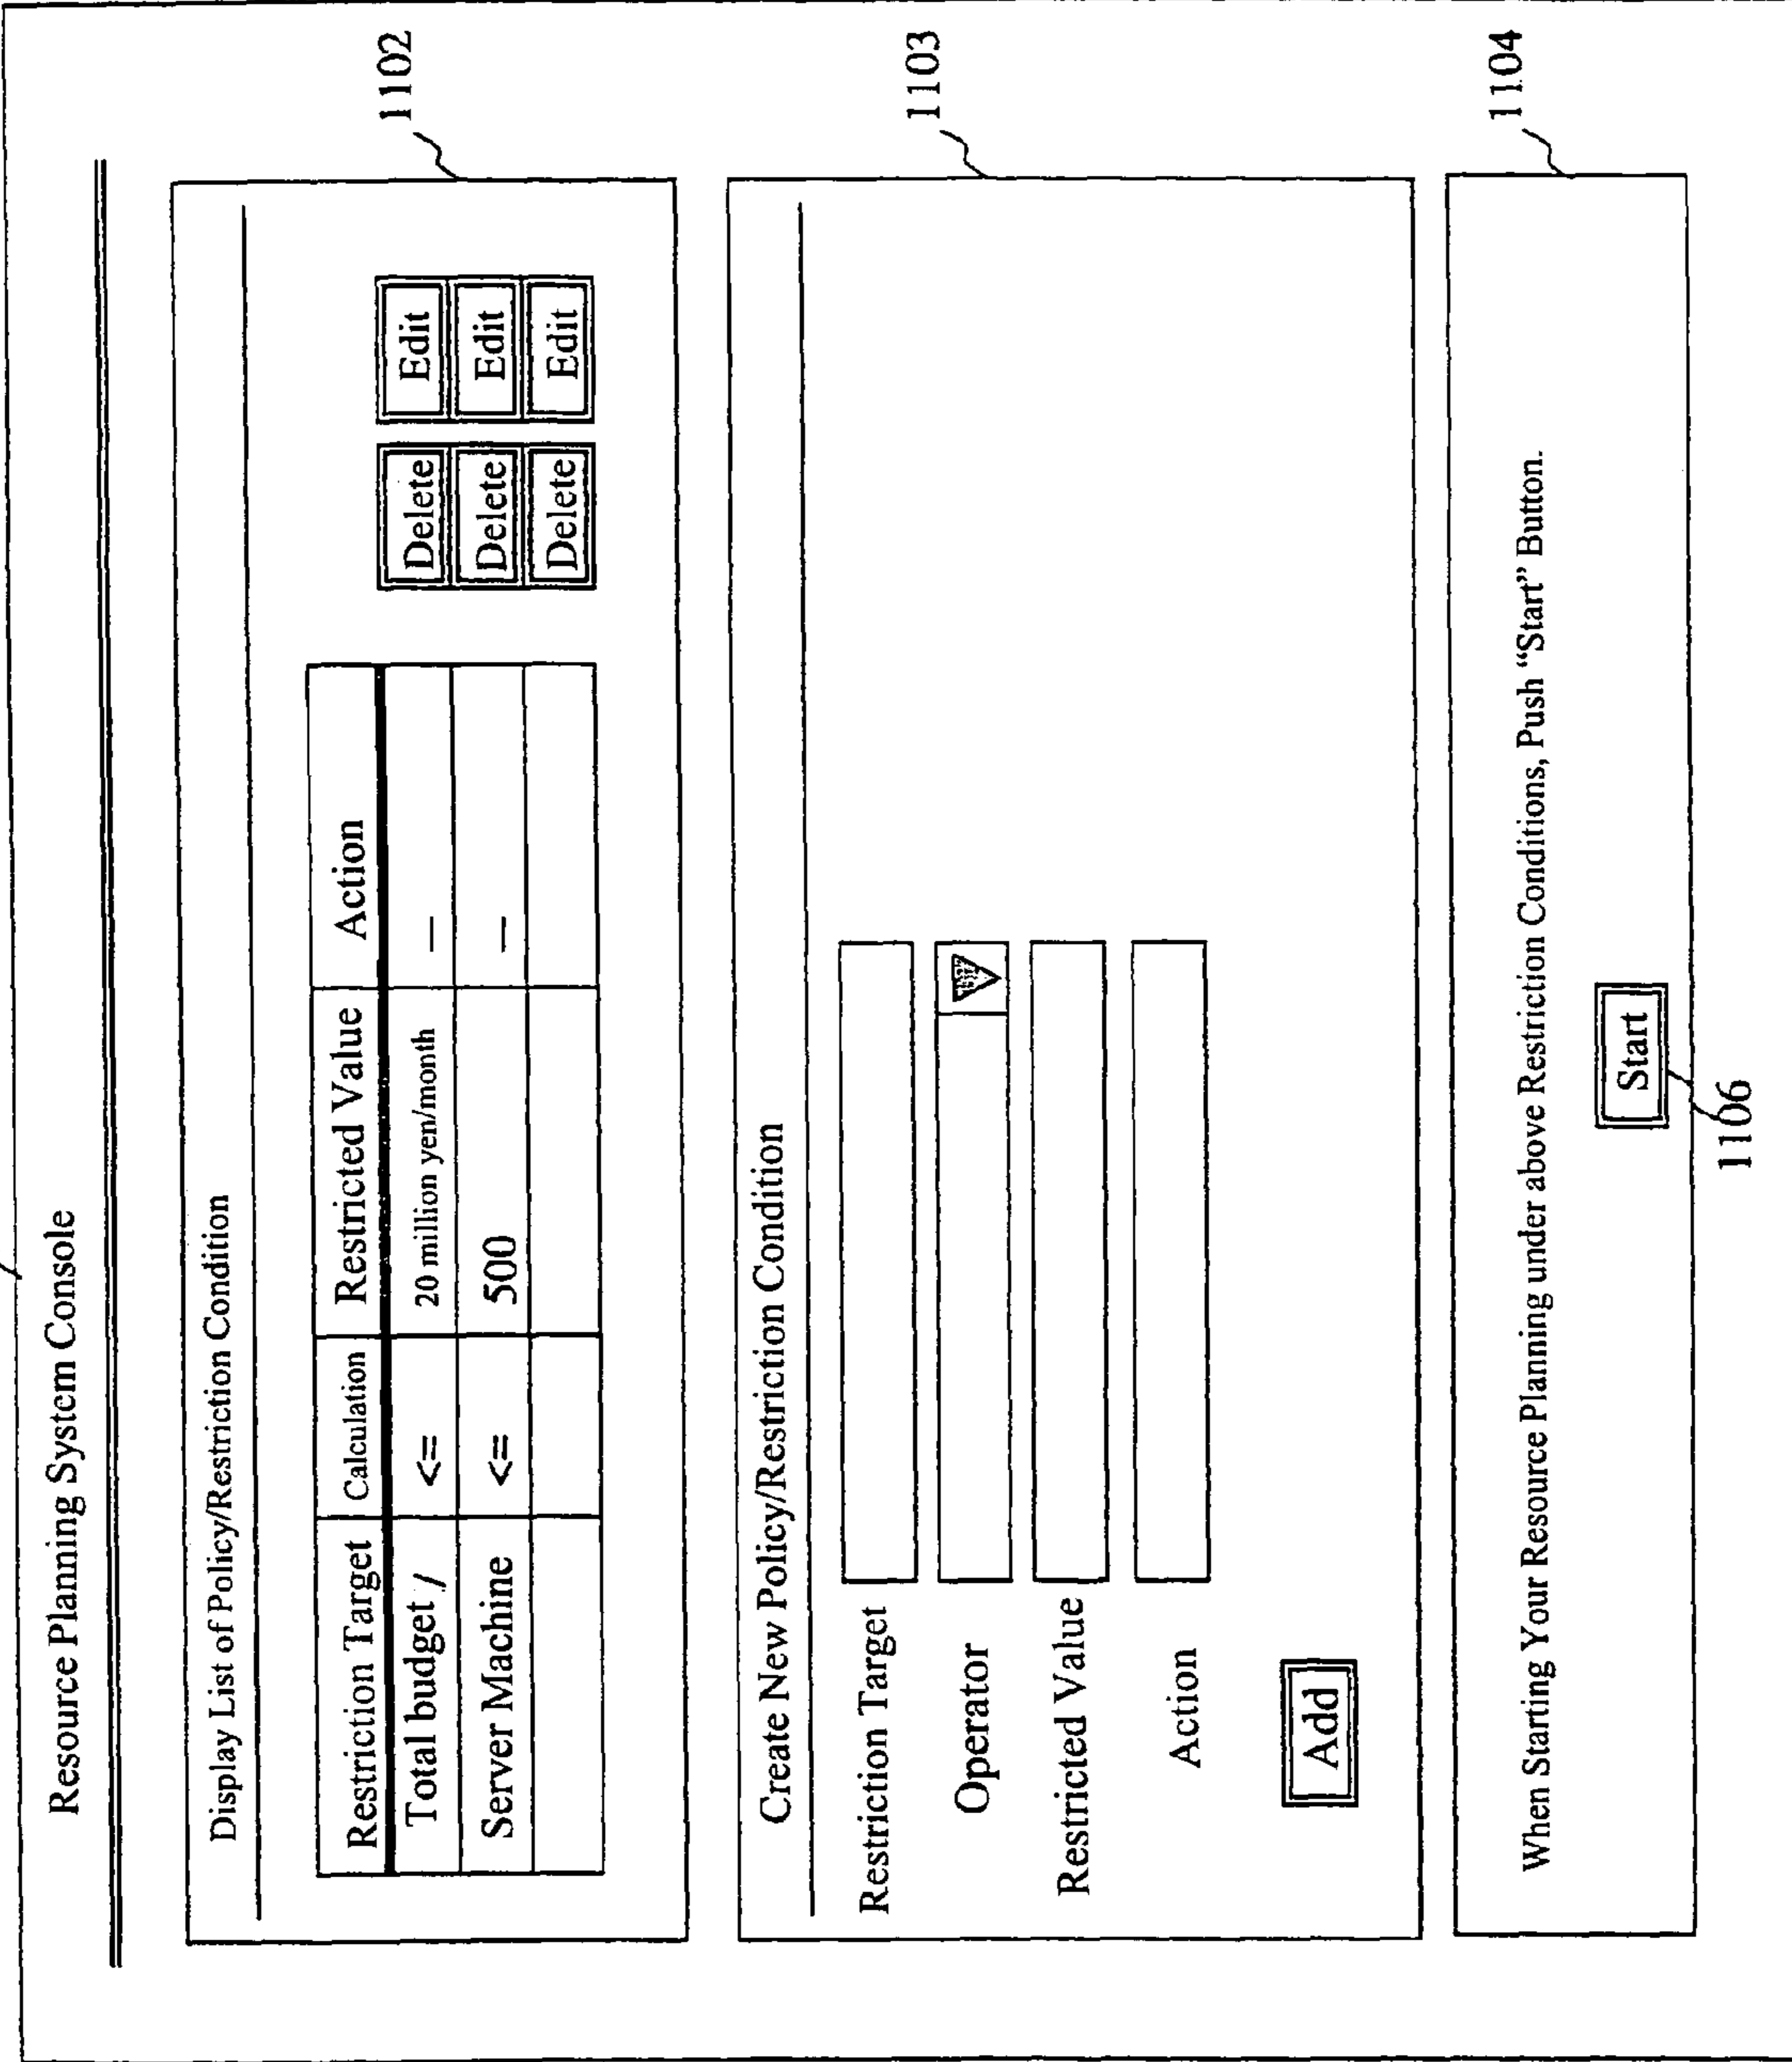 Resource Planning System Console
Display List of Policy/Restriction Condition
1102
Restriction Target Calculation Restricted Value Action
Total budget / <= 20 million yen/month – Delete Edit
Server Machine <= 500 – Delete Edit
Delete Edit
Create New Policy/Restriction Condition
1103
Restriction Target
Operator
Restricted Value
Action
Add
1104
When Starting Your Resource Planning under above Restriction Conditions, Push “Start” Button.
Start
1106